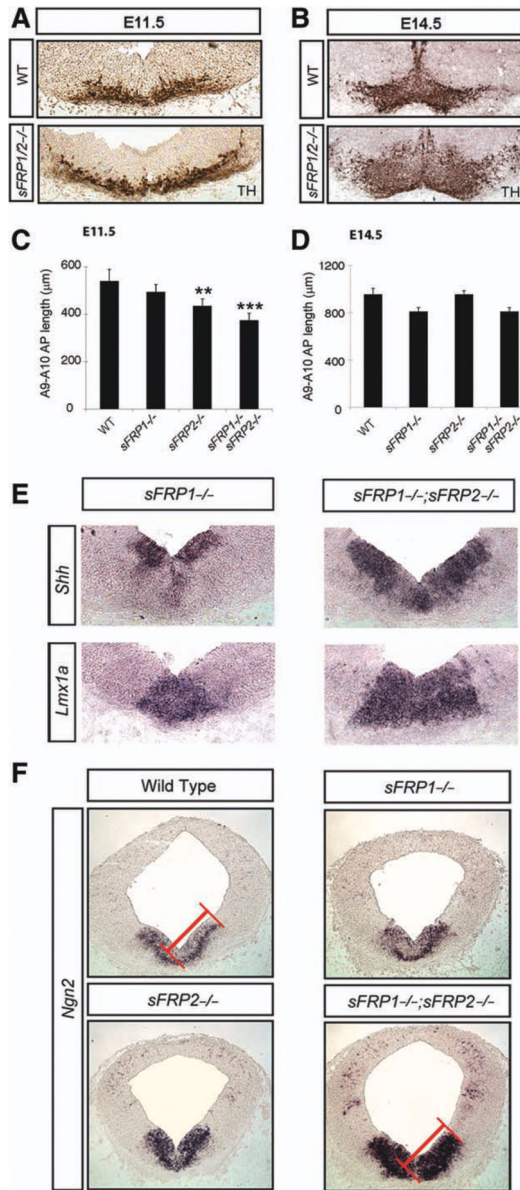 A
E11.5
B
E14.5
WT
WT
sFRP1/2-/-
sFRP1/2-/-
TH
TH
C
E11.5
D
E14.5
A9-A10 AP length (µm)
600
400
200
0
**
***
WT
sFRP1-/-
sFRP2-/-
sFRP1-/-
sFRP2-/-
A9-A10 AP length (µm)
1200
800
400
0
WT
sFRP1-/-
sFRP2-/-
sFRP1-/-
sFRP2-/-
E
sFRP1-/-
sFRP1-/-;sFRP2-/-
Shh
Lmx1a
F
Wild Type
sFRP1-/-
Ngn2
sFRP2-/-
sFRP1-/-;sFRP2-/-